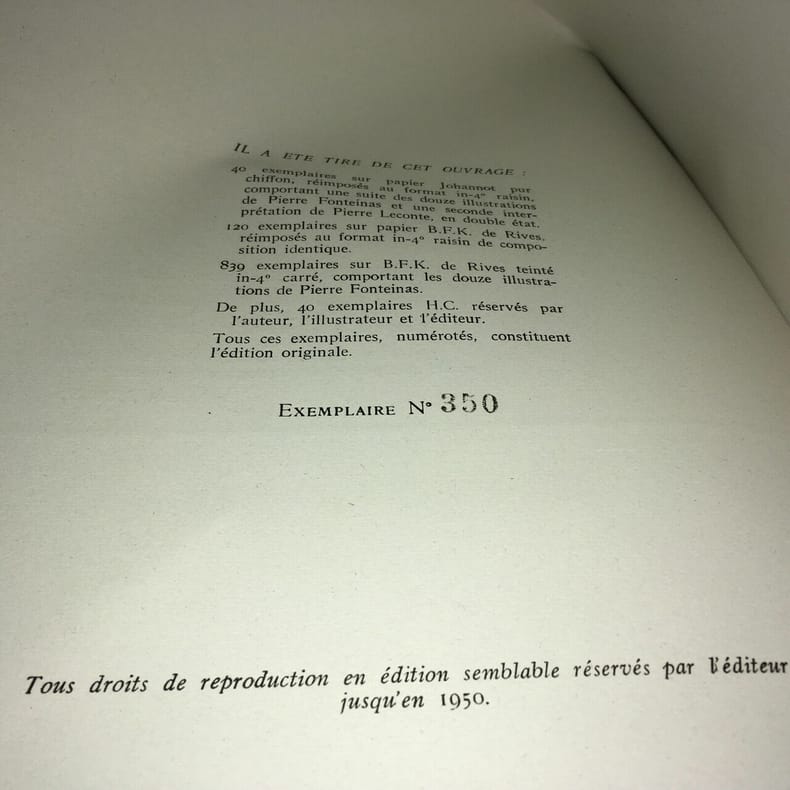 IL A ETE TIRE DE CET OUVRAGE :
40 exemplaires sur papier Johannot pur
chiffon, réimposés au format in-4° raisin,
comportant une suite des douze illustrations
de Pierre Fonteinas et une seconde inter-
prétation de Pierre Leconte, en double état.
120 exemplaires sur papier B.F.K. de Rives,
réimposés au format in-4° raisin de compo-
sition identique.
839 exemplaires sur B.F.K. de Rives teinté
in-4° carré, comportant les douze illustra-
tions de Pierre Fonteinas.
De plus, 40 exemplaires H.C. réservés par
l'auteur, l'illustrateur et l'éditeur.
Tous ces exemplaires, numérotés, constituent
l'édition originale.
EXEMPLAIRE N° 350
Tous droits de reproduction en édition semblable réservés par l'éditeur
jusqu'en 1950.